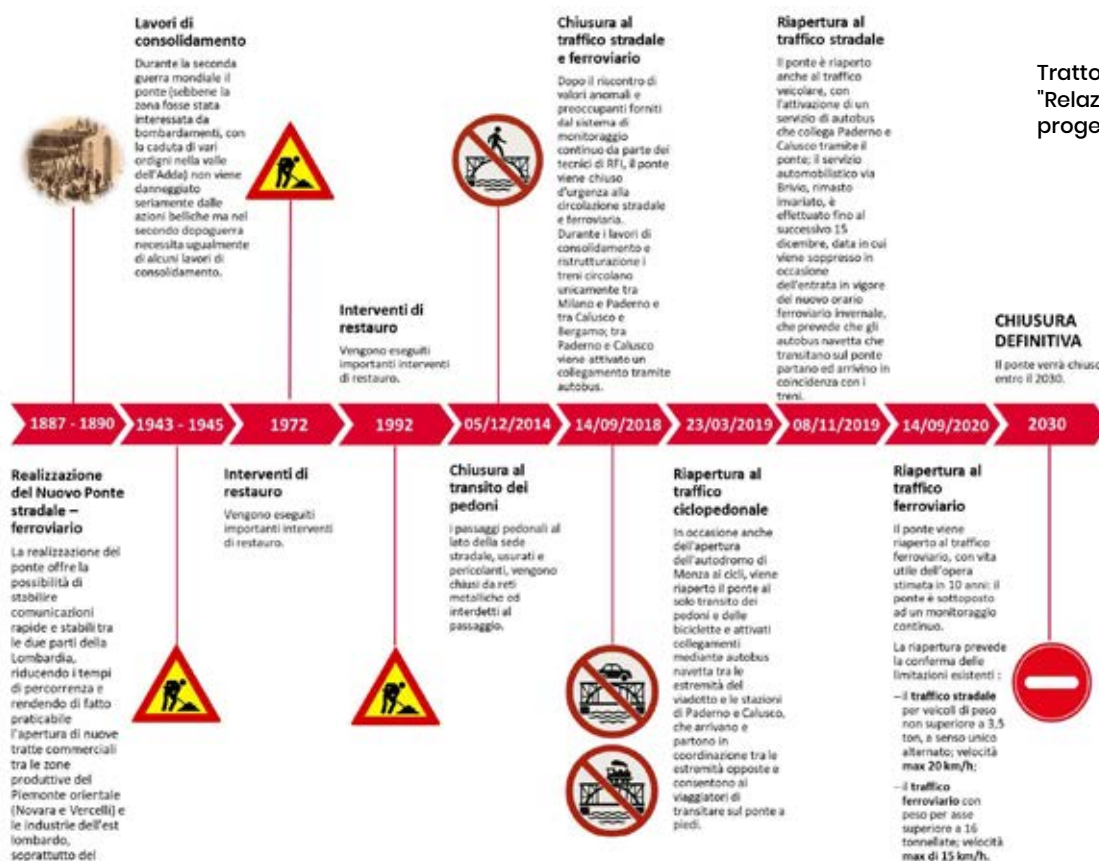 Lavori di
consolidamento
Durante la seconda
guerra mondiale il
ponte (sebbene la
zona fosse stata
interessata da
bombardamenti, con
la caduta di vari
ordigni nella valle
dell'Adda) non viene
danneggiato
seriamente dalle
azioni belliche ma nel
secondo dopoguerra
necessita ugualmente
di alcuni lavori di
consolidamento.
Interventi di
restauro
Vengono eseguiti
importanti interventi
di restauro.
Chiusura al
traffico stradale
e ferroviario
Dopo il riscontro di
valori anomali e
preoccupanti forniti
dal sistema di
monitoraggio
continuo da parte dei
tecnici di RFI, il ponte
viene chiuso
d'urgenza alla
circolazione stradale
e ferroviaria.
Durante i lavori di
consolidamento e
ristrutturazione i
treni circolano
unicamente tra
Milano e Paderno e
tra Calusco e
Bergamo; tra
Paderno e Calusco
viene attivato un
collegamento tramite
autobus.
Riapertura al
traffico stradale
Il ponte è riaperto
anche al traffico
veicolare, con
l'attivazione di un
servizio di autobus
che collega Paderno e
Calusco tramite il
ponte; il servizio
automobilistico via
Brivio, rimasto
invariato, è
effettuato fino al
successivo 15
dicembre, data in cui
viene soppresso in
occasione
dell'entrata in vigore
del nuovo orario
ferroviario invernale,
che prevede che gli
autobus navetta che
transitano sul ponte
partano ed arrivino in
coincidenza con i
treni.
Tratto
"Relaz
proge
CHIUSURA
DEFINITIVA
Il ponte verrà chiuso
entro il 2030.
1887 - 1890
1943 - 1945
1972
1992
05/12/2014
14/09/2018
23/03/2019
08/11/2019
14/09/2020
2030
Realizzazione
del Nuovo Ponte
stradale –
ferroviario
La realizzazione del
ponte offre la
possibilità di
stabilire
comunicazioni
rapide e stabili tra
le due parti della
Lombardia,
riducendo i tempi
di percorrenza e
rendendo di fatto
praticabile
l'apertura di nuove
tratte commerciali
tra le zone
produttive del
Piemonte orientale
(Novara e Vercelli) e
le industrie dell'est
lombardo,
soprattutto del
Interventi di
restauro
Vengono eseguiti
importanti interventi
di restauro.
Chiusura al
transito dei
pedoni
I passaggi pedonali al
lato della sede
stradale, usurati e
pericolanti, vengono
chiusi da reti
metalliche ed
interdetti al
passaggio.
Riapertura al
traffico
ciclopedonale
In occasione anche
dell'apertura
dell'autodromo di
Monza ai cicli, viene
riaperto il ponte al
solo transito dei
pedoni e delle
biciclette e attivati
collegamenti
mediante autobus
navetta tra le
estremità del
viadotto e le stazioni
di Paderno e Calusco,
che arrivano e
partono in
coordinazione tra le
estremità opposte e
consentono ai
viaggiatori di
transitare sul ponte a
piedi.
Riapertura al
traffico
ferroviario
Il ponte viene
riaperto al traffico
ferroviario, con vita
utile dell'opera
stimata in 10 anni: il
ponte è sottoposto
ad un monitoraggio
continuo.
La riapertura prevede
la conferma delle
limitazioni esistenti :
– il traffico stradale
per veicoli di peso
non superiore a 3,5
ton, a senso unico
alternato; velocità
max 20 km/h;
– il traffico
ferroviario con
peso per asse
superiore a 16
tonnellate; velocità
max di 15 km/h.